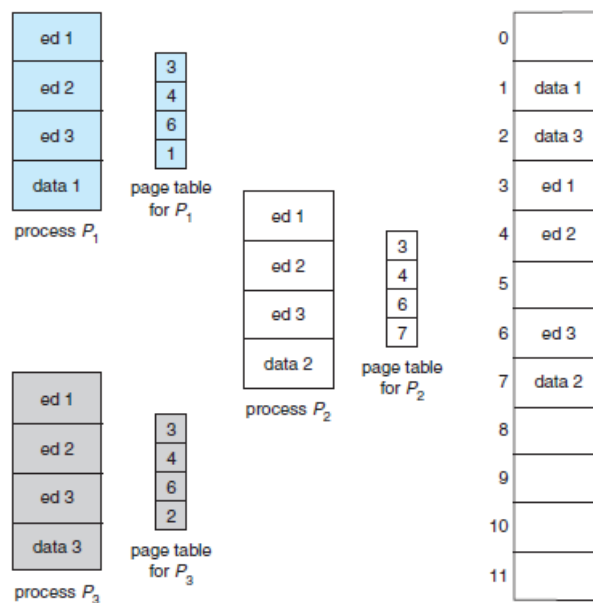 ed 1
ed 2
ed 3
data 1
process P1
3
4
6
1
page table
for P1
ed 1
ed 2
ed 3
data 2
process P2
3
4
6
7
page table
for P2
ed 1
ed 2
ed 3
data 3
process P3
3
4
6
2
page table
for P3
0
1 data 1
2 data 3
3 ed 1
4 ed 2
5
6 ed 3
7 data 2
8
9
10
11